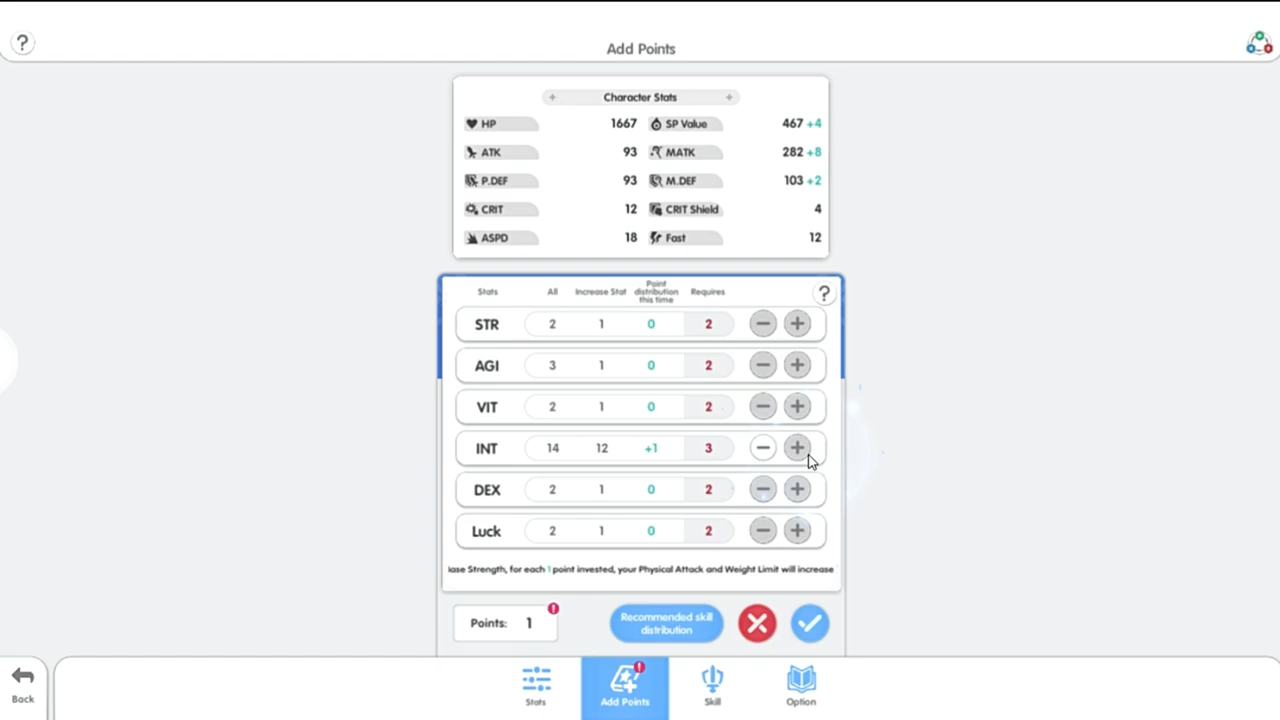 ?
Add Points
+ Character Stats +
HP 1667 SP Value 467 +4
ATK 93 MATK 282 +8
P.DEF 93 M.DEF 103 +2
CRIT 12 CRIT Shield 4
ASPD 18 Fast 12
Stats All Increase Stat Point distribution this time Requires ?
STR 2 1 0 2 − +
AGI 3 1 0 2 − +
VIT 2 1 0 2 − +
INT 14 12 +1 3 − +
DEX 2 1 0 2 − +
Luck 2 1 0 2 − +
ase Strength, for each 1 point invested, your Physical Attack and Weight Limit will increase
Points: 1 !
Recommended skill
distribution
Back
Stats
Add Points !
Skill
Option